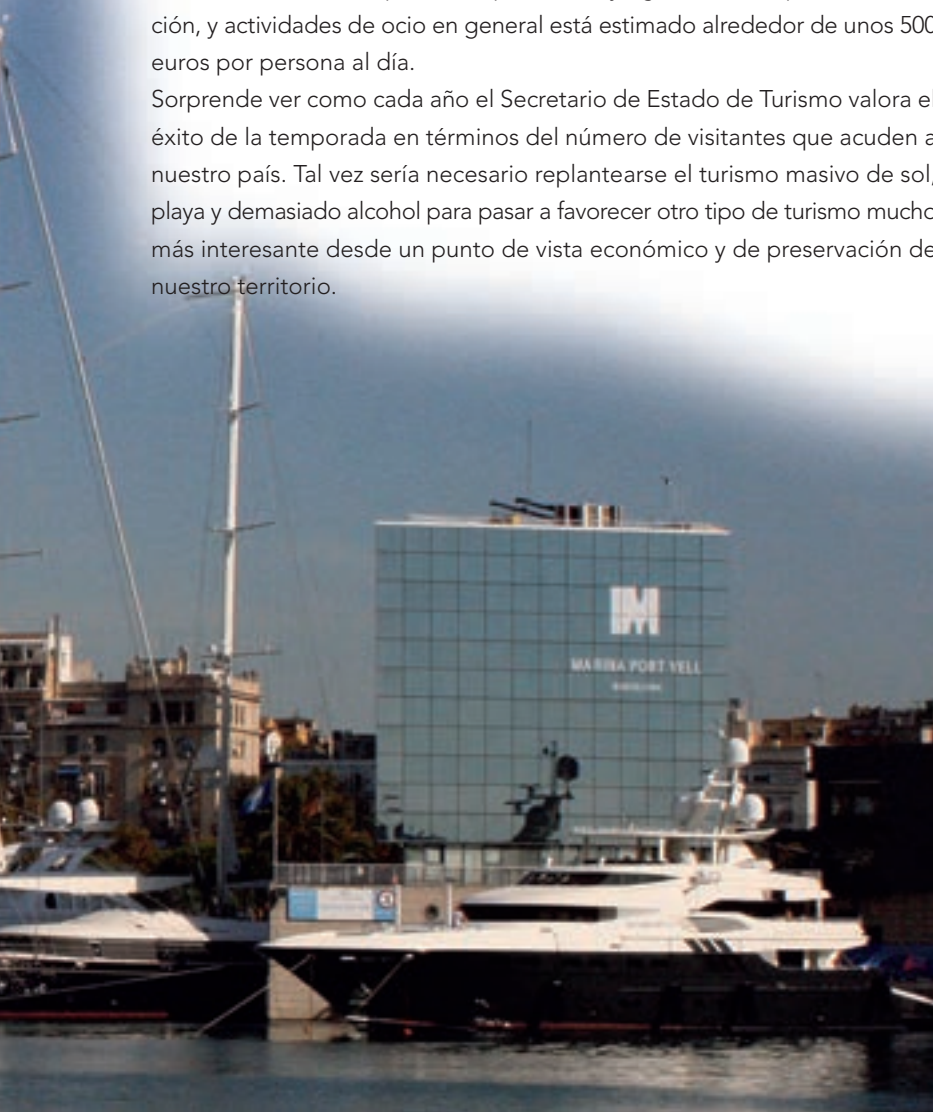 ción, y actividades de ocio en general está estimado alrededor de unos 500
euros por persona al día.
Sorprende ver como cada año el Secretario de Estado de Turismo valora el
éxito de la temporada en términos del número de visitantes que acuden a
nuestro país. Tal vez sería necesario replantearse el turismo masivo de sol,
playa y demasiado alcohol para pasar a favorecer otro tipo de turismo mucho
más interesante desde un punto de vista económico y de preservación de
nuestro territorio.
MARINA PORT VELL